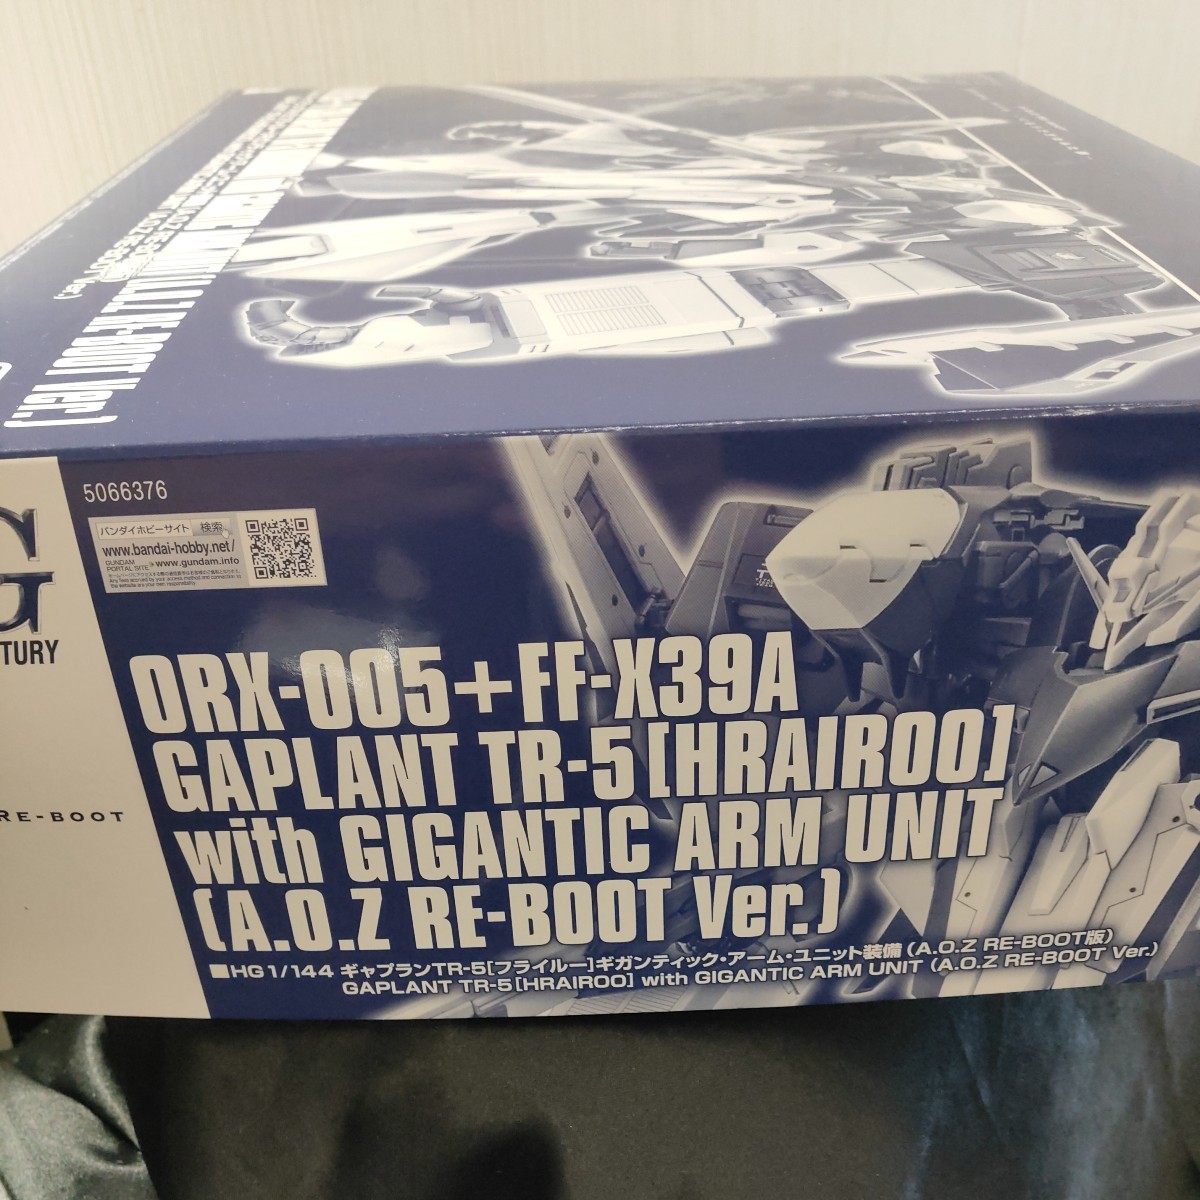 A.O.Z RE-BOOT Ver.)
5066376
バンダイホビーサイト 検索
www.bandai-hobby.net/
GUNDAM
PORTAL SITE www.gundam.info
G
TURY
RE-BOOT
ORX-005+FF-X39A
GAPLANT TR-5[HRAIROO]
with GIGANTIC ARM UNIT
(A.O.Z RE-BOOT Ver.)
■HG 1/144 ギャプランTR-5[フライルー]ギガンティック・アーム・ユニット装備(A.O.Z RE-BOOT版)
GAPLANT TR-5[HRAIROO] with GIGANTIC ARM UNIT (A.O.Z RE-BOOT Ver.)